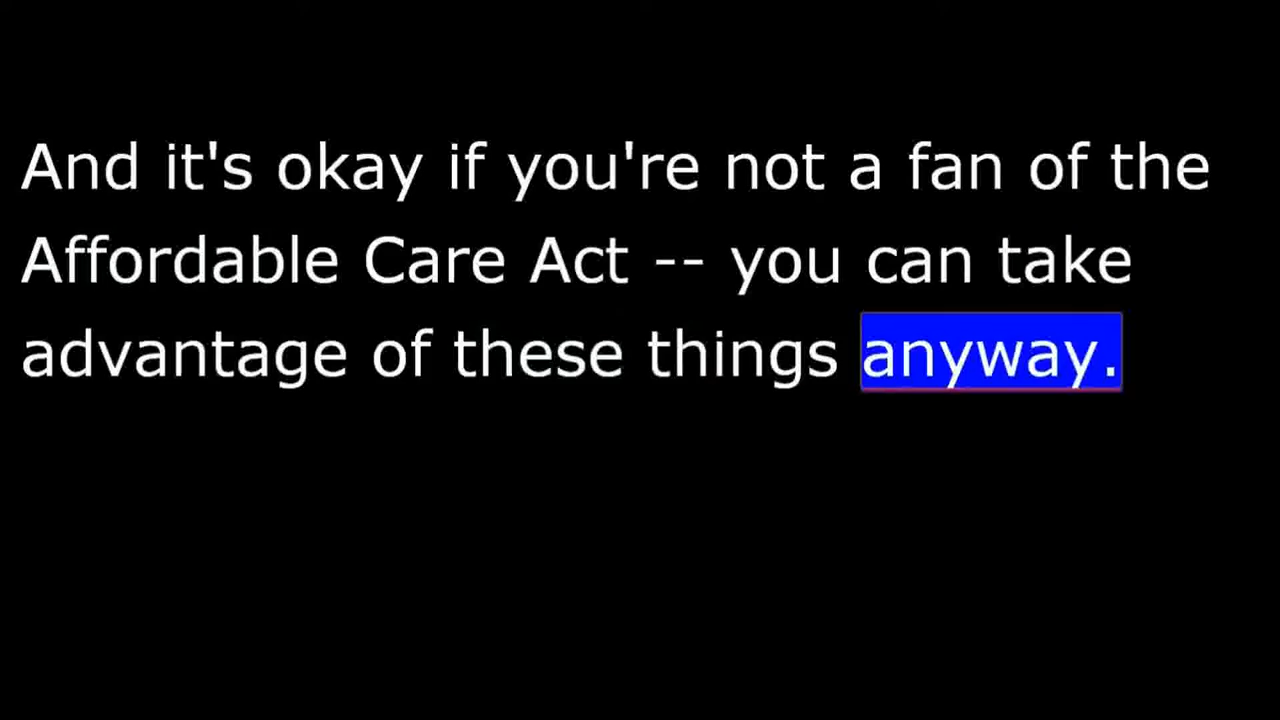 And it's okay if you're not a fan of the
Affordable Care Act -- you can take
advantage of these things anyway.